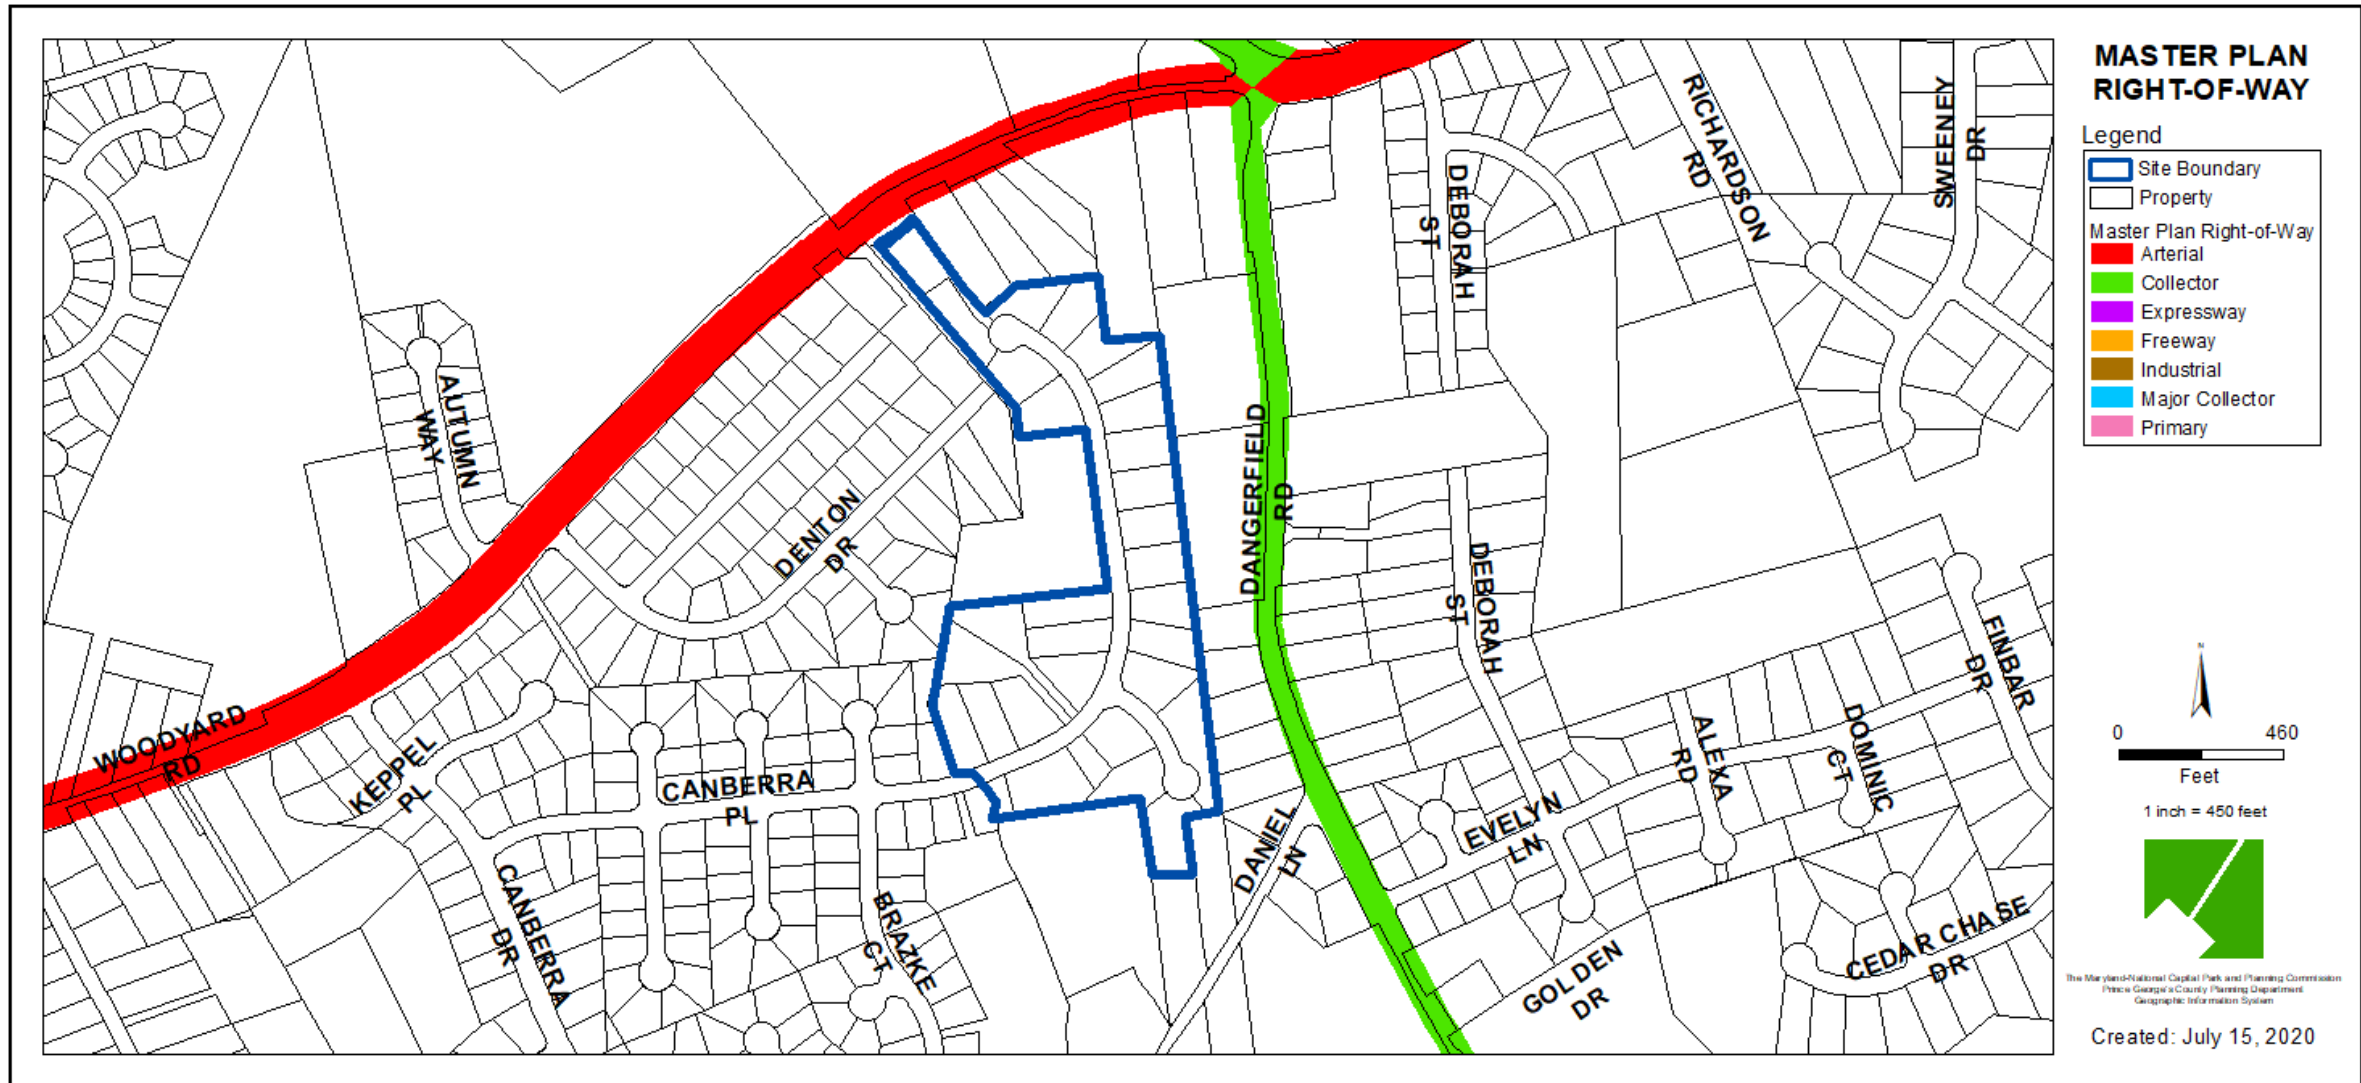 MASTER PLAN
RIGHT-OF-WAY
Legend
Site Boundary
Property
Master Plan Right-of-Way
Arterial
Collector
Expressway
Freeway
Industrial
Major Collector
Primary
N
0 460
Feet
1 inch = 450 feet
The Maryland-National Capital Park and Planning Commission
Prince George's County Planning Department
Geographic Information System
Created: July 15, 2020
RICHARDSON
RD
SWEENEY
DR
DEBORAH
ST
AUTUMN
WAY
DANGERFIELD
RD
DENTON
DR
DEBORAH
ST
FINBAR
DR
WOODYARD
RD
KEPPEL
PL
CANBERRA
PL
ALEXA
RD
DOMINIC
CT
EVELYN
LN
DANIEL
LN
CANBERRA
DR
BRAZKE
CT
GOLDEN
DR
CEDAR CHASE
DR